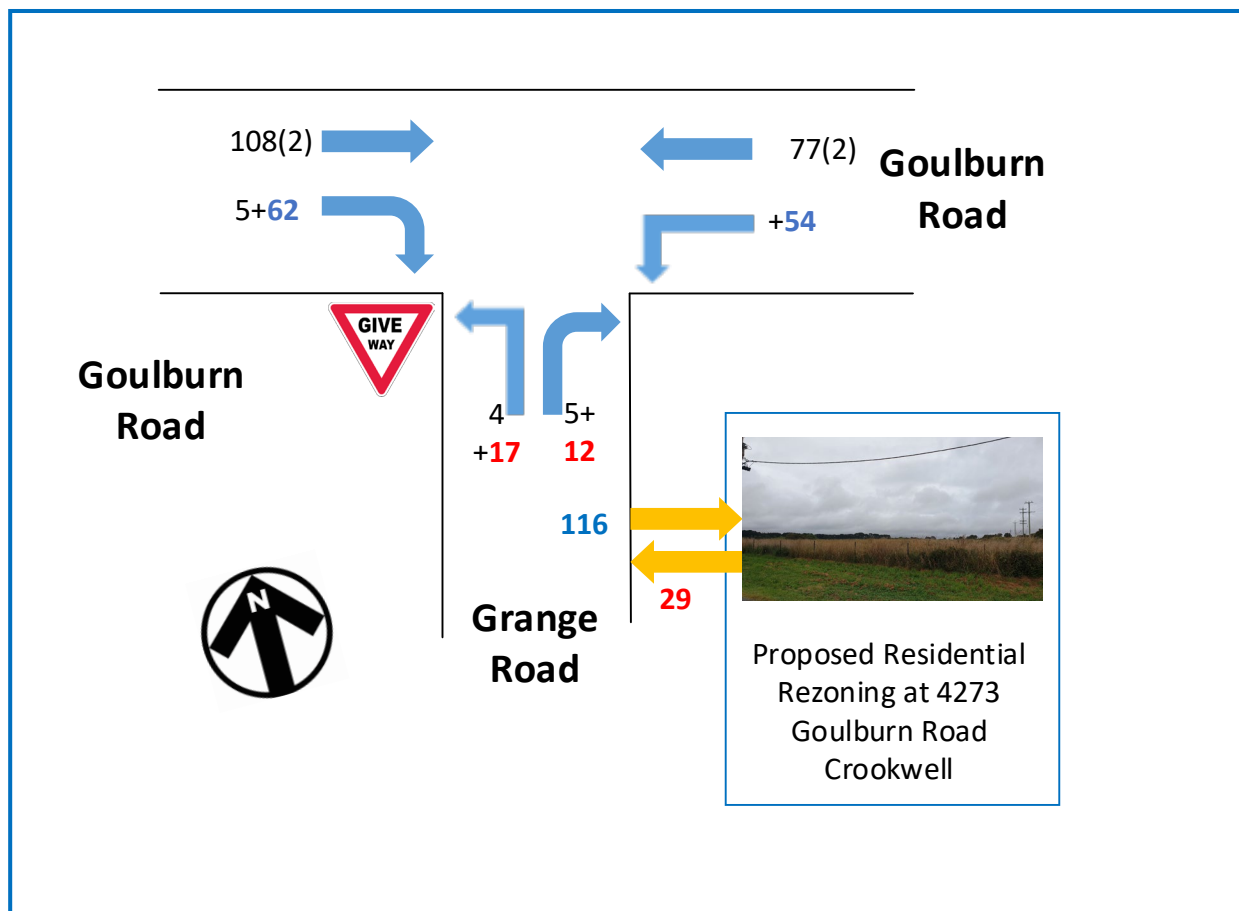 108(2)
77(2)
Goulburn
Road
5+62
+54
GIVE
WAY
Goulburn
Road
4
+17
5+
12
116
29
N
Grange
Road
Proposed Residential
Rezoning at 4273
Goulburn Road
Crookwell